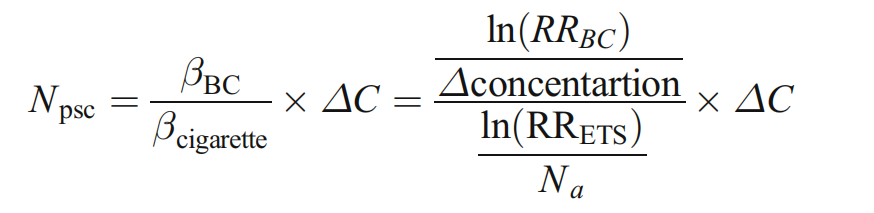 ln(RR_BC)
Δconcentartion
N_psc = β_BC / β_cigarette × ΔC = × ΔC
ln(RR_ETS)
N_a